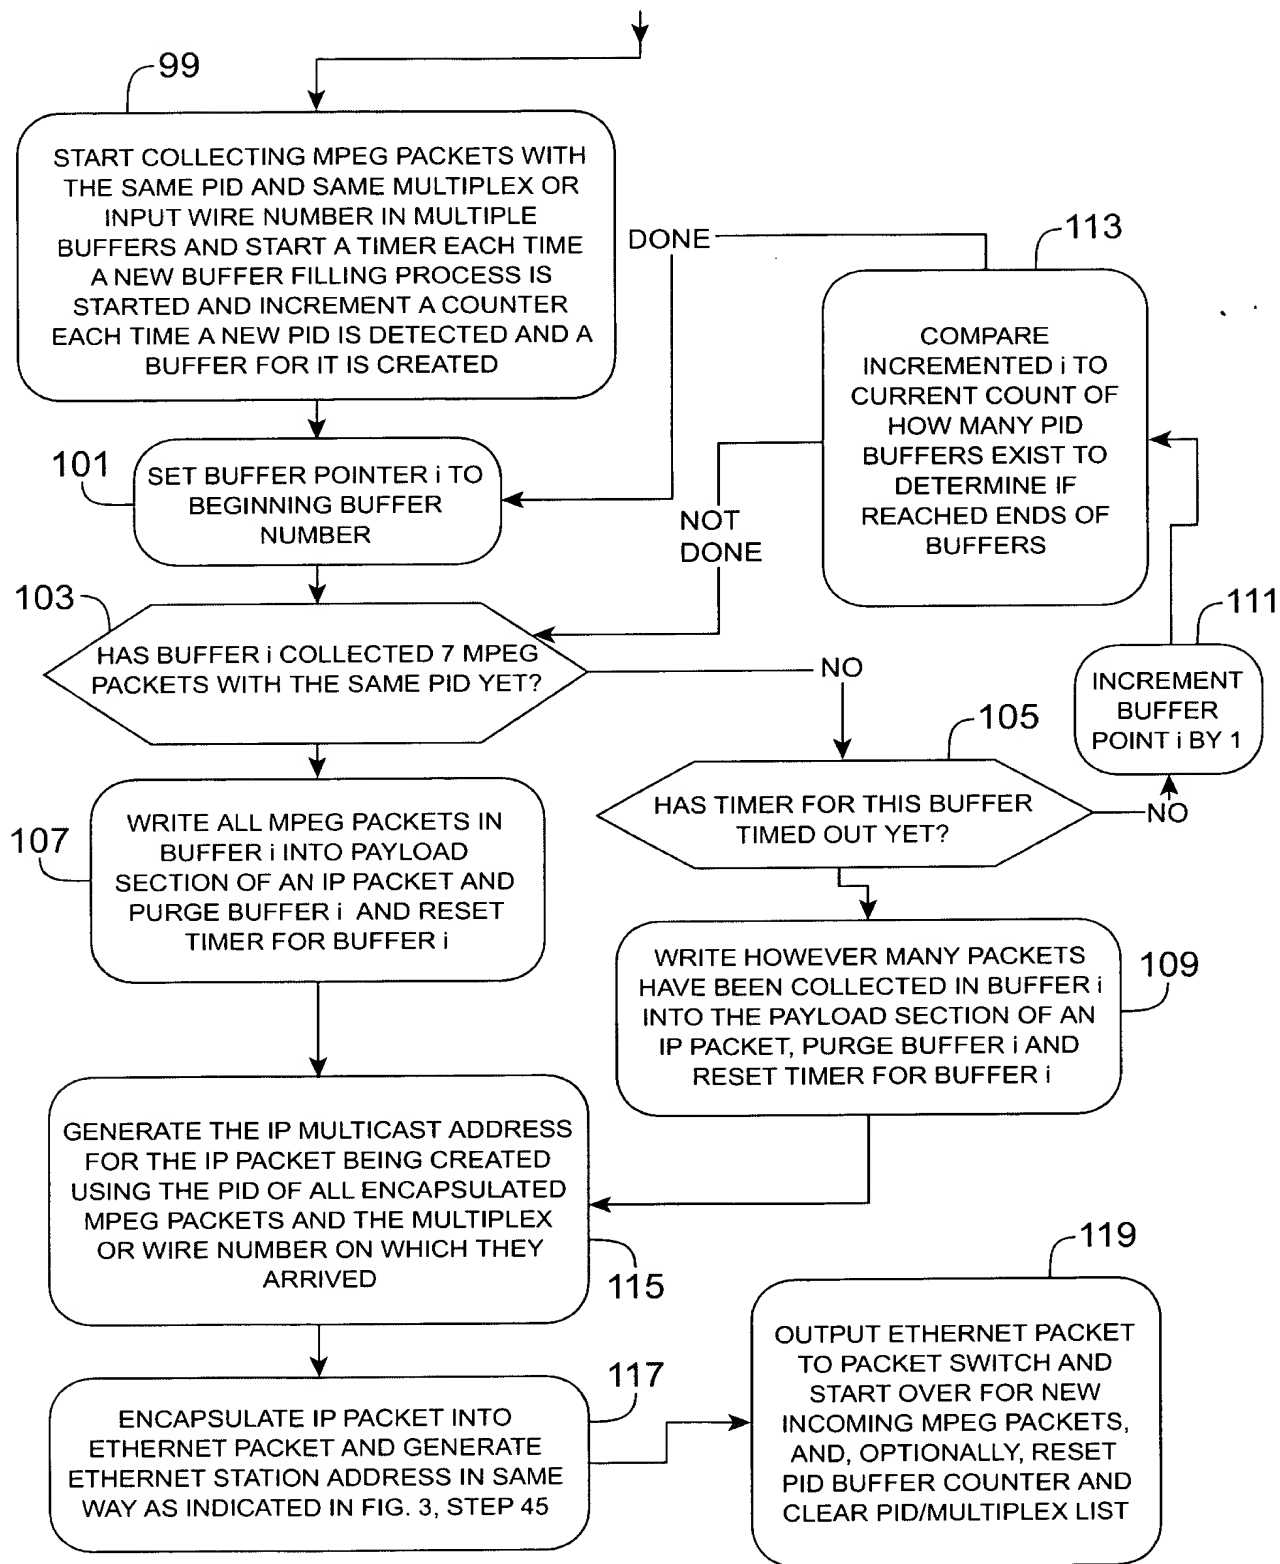 99
START COLLECTING MPEG PACKETS WITH
THE SAME PID AND SAME MULTIPLEX OR
INPUT WIRE NUMBER IN MULTIPLE
BUFFERS AND START A TIMER EACH TIME
A NEW BUFFER FILLING PROCESS IS
STARTED AND INCREMENT A COUNTER
EACH TIME A NEW PID IS DETECTED AND A
BUFFER FOR IT IS CREATED
DONE
113
COMPARE
INCREMENTED i TO
CURRENT COUNT OF
HOW MANY PID
BUFFERS EXIST TO
DETERMINE IF
REACHED ENDS OF
BUFFERS
101
SET BUFFER POINTER i TO
BEGINNING BUFFER
NUMBER
NOT
DONE
103
HAS BUFFER i COLLECTED 7 MPEG
PACKETS WITH THE SAME PID YET?
NO
111
INCREMENT
BUFFER
POINT i BY 1
105
HAS TIMER FOR THIS BUFFER
TIMED OUT YET?
NO
107
WRITE ALL MPEG PACKETS IN
BUFFER i INTO PAYLOAD
SECTION OF AN IP PACKET AND
PURGE BUFFER i AND RESET
TIMER FOR BUFFER i
109
WRITE HOWEVER MANY PACKETS
HAVE BEEN COLLECTED IN BUFFER i
INTO THE PAYLOAD SECTION OF AN
IP PACKET, PURGE BUFFER i AND
RESET TIMER FOR BUFFER i
GENERATE THE IP MULTICAST ADDRESS
FOR THE IP PACKET BEING CREATED
USING THE PID OF ALL ENCAPSULATED
MPEG PACKETS AND THE MULTIPLEX
OR WIRE NUMBER ON WHICH THEY
ARRIVED
115
117
ENCAPSULATE IP PACKET INTO
ETHERNET PACKET AND GENERATE
ETHERNET STATION ADDRESS IN SAME
WAY AS INDICATED IN FIG. 3, STEP 45
119
OUTPUT ETHERNET PACKET
TO PACKET SWITCH AND
START OVER FOR NEW
INCOMING MPEG PACKETS,
AND, OPTIONALLY, RESET
PID BUFFER COUNTER AND
CLEAR PID/MULTIPLEX LIST